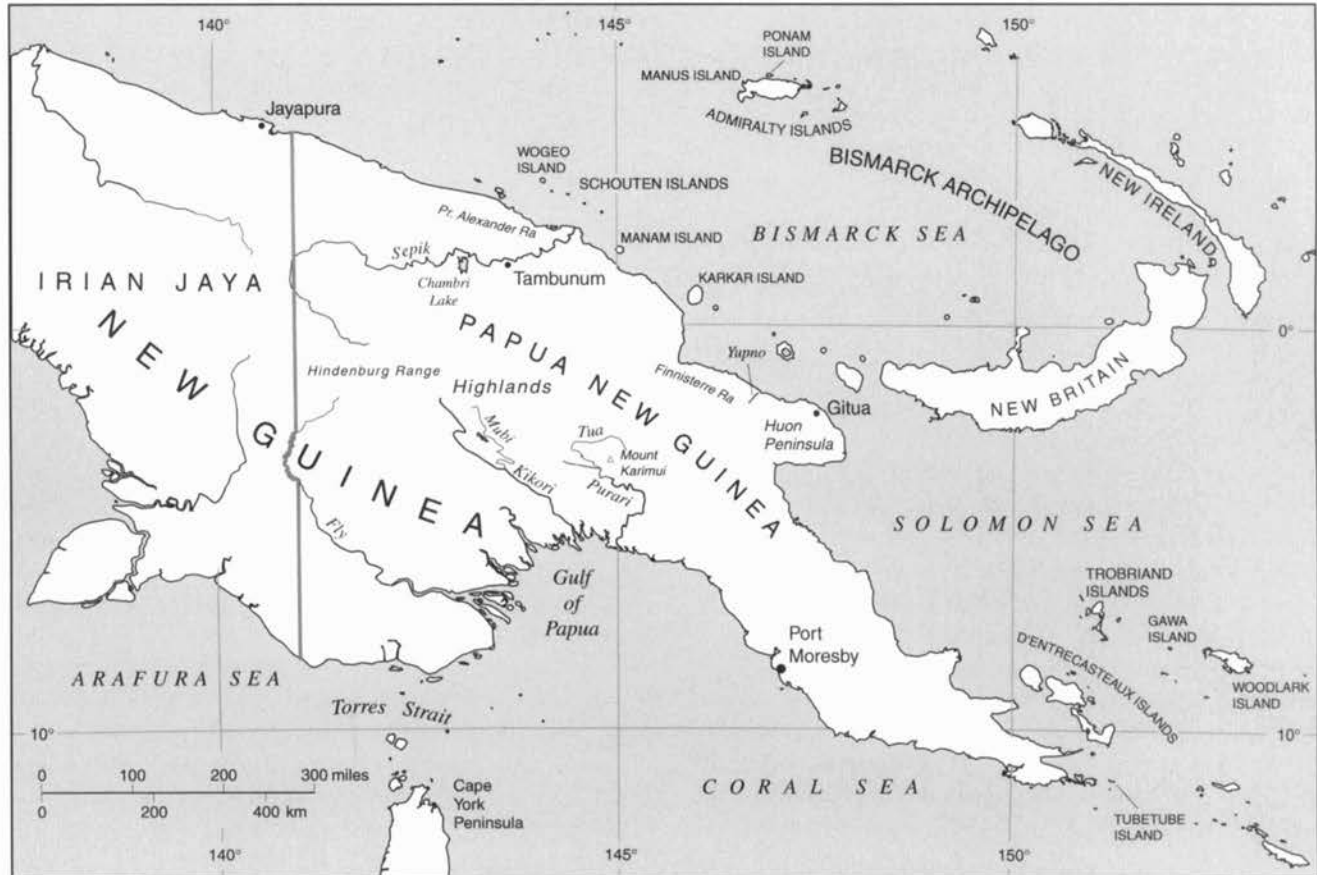 140°
145°
150°
PONAM
ISLAND
MANUS ISLAND
ADMIRALTY ISLANDS
Jayapura
WOGEO
ISLAND
SCHOUTEN ISLANDS
BISMARCK ARCHIPELAGO
NEW IRELAND
Pr. Alexander Ra
MANAM ISLAND
BISMARCK SEA
Sepik
Tambunum
Chambri
Lake
KARKAR ISLAND
IRIAN JAYA
NEW GUINEA
PAPUA NEW GUINEA
0°
Yupno
Finnisterre Ra
NEW BRITAIN
Hindenburg Range
Highlands
Gitua
Huon
Peninsula
Mubi
Tua
Mount
Karimui
Kikori
Purari
Fly
SOLOMON SEA
Gulf
of
Papua
TROBRIAND
ISLANDS
GAWA
ISLAND
Port
Moresby
D'ENTRECASTEAUX ISLANDS
WOODLARK
ISLAND
ARAFURA SEA
Torres Strait
10°
10°
0 100 200 300 miles
0 200 400 km
Cape
York
Peninsula
CORAL SEA
TUBETUBE
ISLAND
140°
145°
150°